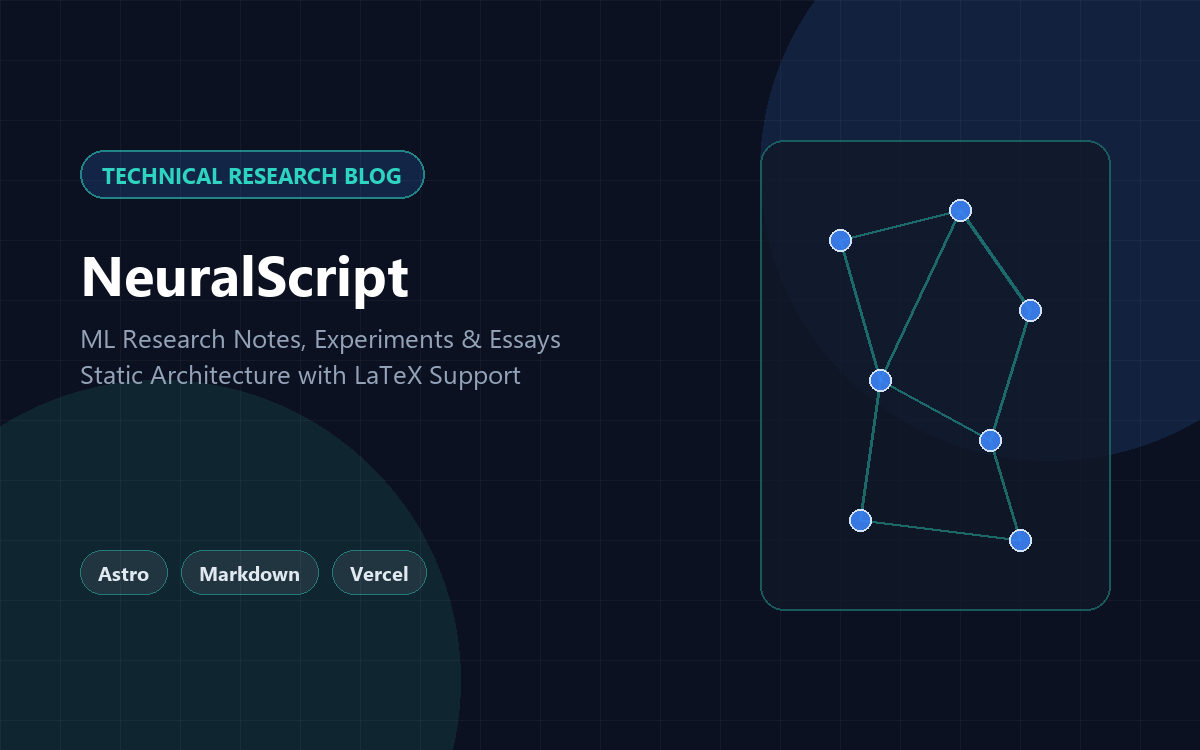 TECHNICAL RESEARCH BLOG
NeuralScript
ML Research Notes, Experiments & Essays
Static Architecture with LaTeX Support
Astro
Markdown
Vercel